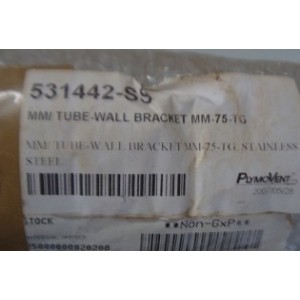 531442-SS
MM/ TUBE-WALL BRACKET MM-75-TG
MM/ TUBE-WALL BRACKET MM-75-TG, STAINLESS
STEEL
PLYMOVENT
STOCK
**Non-GxP**